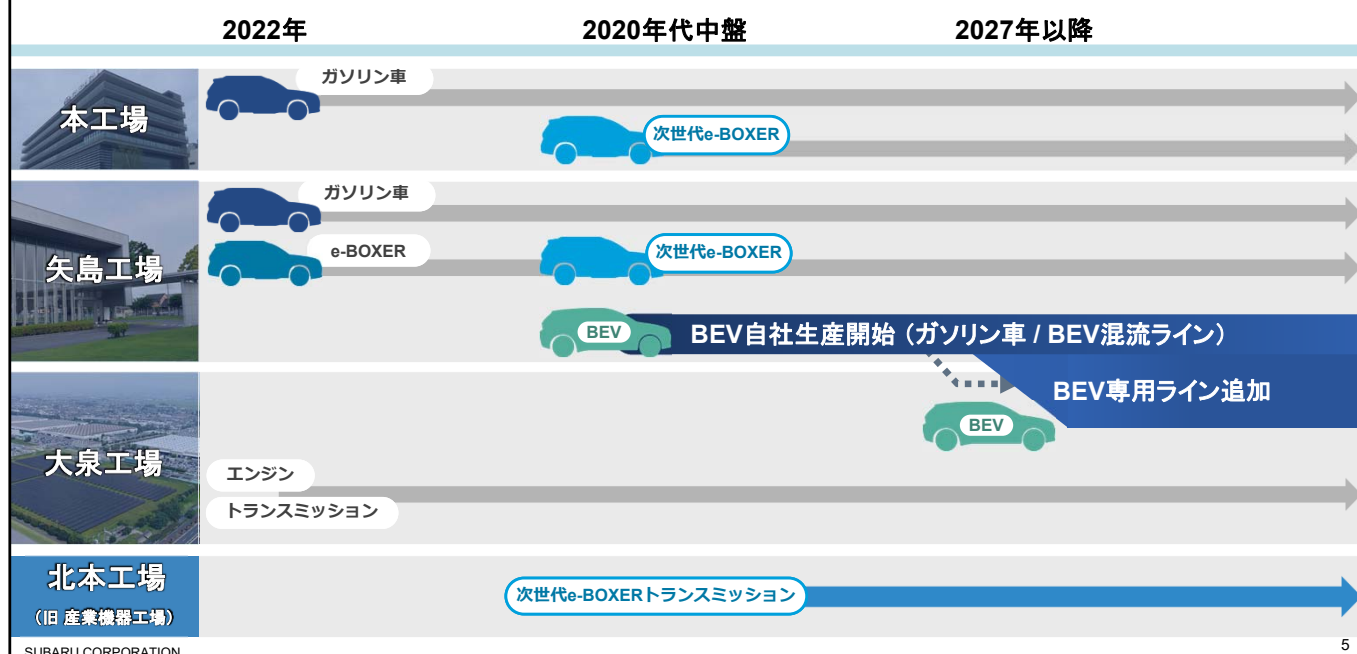 2022年
2020年代中盤
2027年以降
本工場
ガソリン車
次世代e-BOXER
矢島工場
ガソリン車
e-BOXER
次世代e-BOXER
BEV
BEV自社生産開始（ガソリン車 / BEV混流ライン）
BEV専用ライン追加
BEV
大泉工場
エンジン
トランスミッション
北本工場
（旧 産業機器工場）
次世代e-BOXERトランスミッション
SUBARU CORPORATION
5